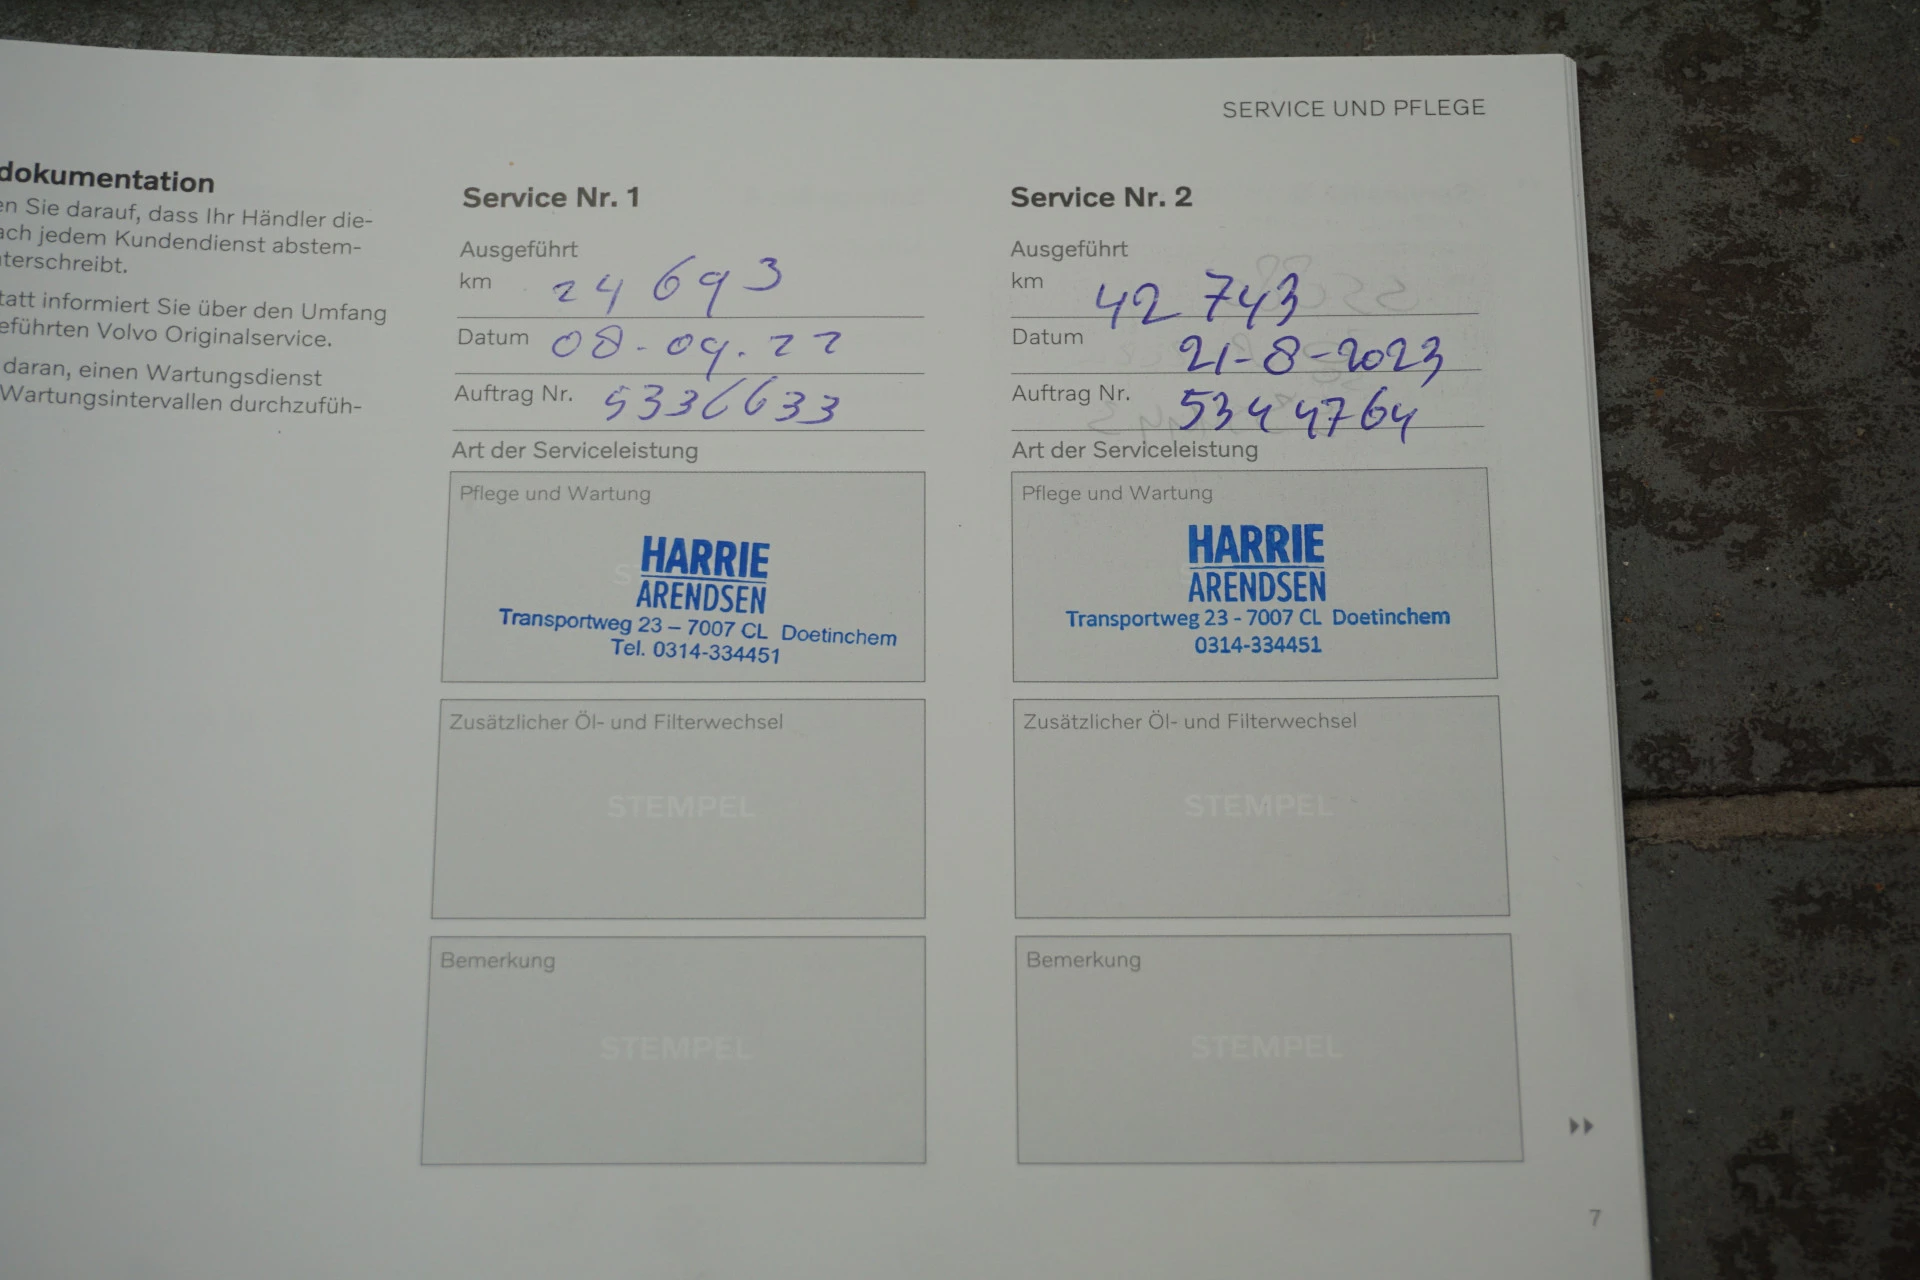 SERVICE UND PFLEGE
dokumentation
en Sie darauf, dass Ihr Händler die-
ach jedem Kundendienst abstem-
terschreibt.
tatt informiert Sie über den Umfang
eführten Volvo Originalservice.
daran, einen Wartungsdienst
Wartungsintervallen durchzufüh-
Service Nr. 1
Ausgeführt
km 24 693
Datum 08-09.22
Auftrag Nr. 5336633
Art der Serviceleistung
Pflege und Wartung
HARRIE
ARENDSEN
Transportweg 23 – 7007 CL Doetinchem
Tel. 0314-334451
Zusätzlicher Öl- und Filterwechsel
STEMPEL
Bemerkung
STEMPEL
Service Nr. 2
Ausgeführt
km 42 743
Datum 21-8-2023
Auftrag Nr. 5344764
Art der Serviceleistung
Pflege und Wartung
HARRIE
ARENDSEN
Transportweg 23 - 7007 CL Doetinchem
0314-334451
Zusätzlicher Öl- und Filterwechsel
STEMPEL
Bemerkung
STEMPEL
7